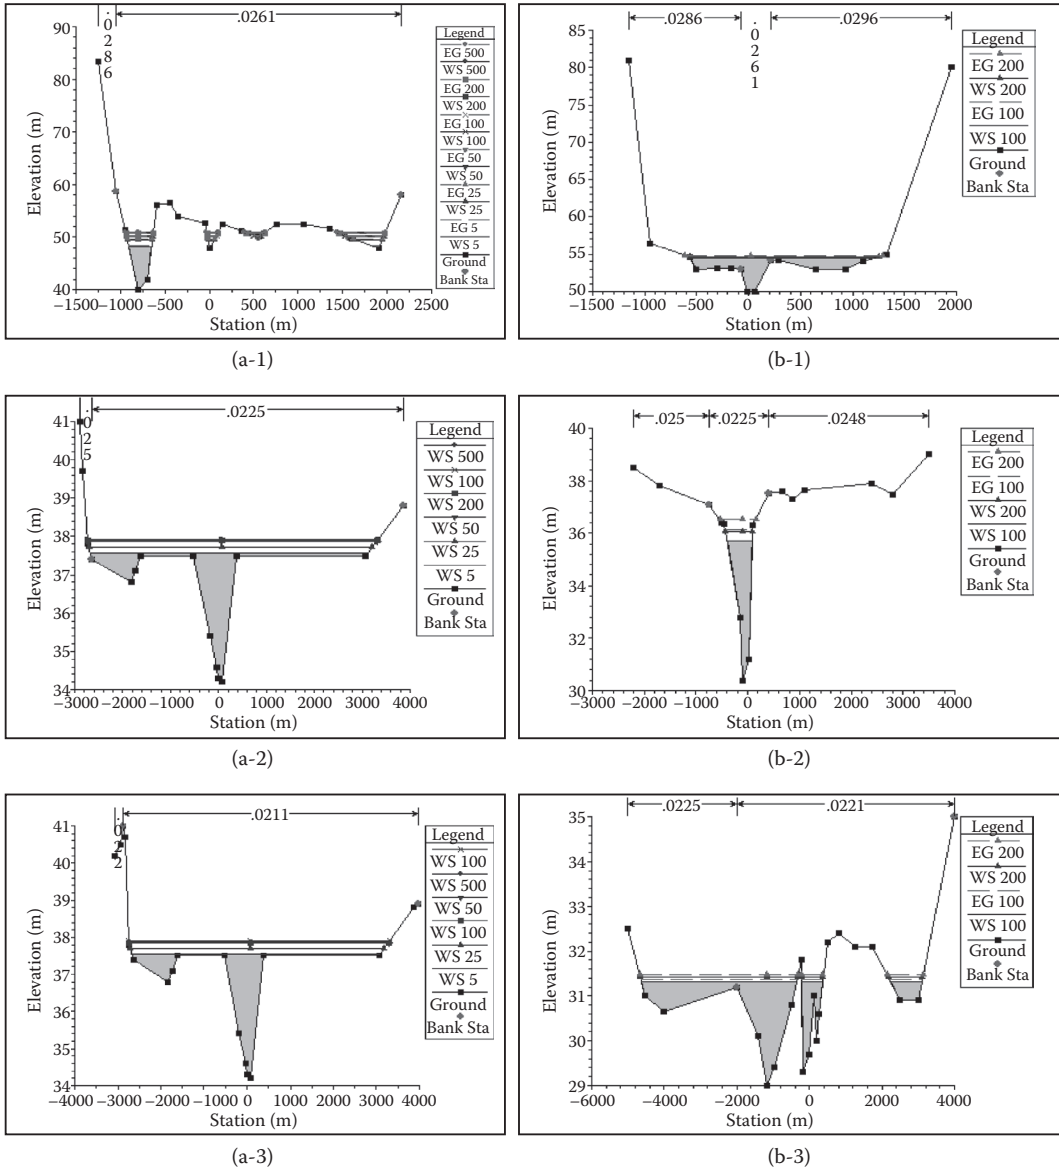 .0286
.0261
90
80
70
60
50
40
Elevation (m)
−1500
−1000
−500
0
500
1000
1500
2000
2500
Station (m)
Legend
EG 500
WS 500
EG 200
WS 200
EG 100
WS 100
EG 50
WS 50
EG 25
WS 25
EG 5
WS 5
Ground
Bank Sta
(a-1)
.0286
.0261
.0296
85
80
75
70
65
60
55
50
Elevation (m)
−1500
−1000
−500
0
500
1000
1500
2000
Station (m)
Legend
EG 200
WS 200
EG 100
WS 100
Ground
Bank Sta
(b-1)
.025
.0225
41
40
39
38
37
36
35
34
Elevation (m)
−3000
−2000
−1000
0
1000
2000
3000
4000
Station (m)
Legend
WS 500
WS 100
WS 200
WS 50
WS 25
WS 5
Ground
Bank Sta
(a-2)
.025
.0225
.0248
40
38
36
34
32
30
Elevation (m)
−3000
−2000
−1000
0
1000
2000
3000
4000
Station (m)
Legend
EG 200
EG 100
WS 200
WS 100
Ground
Bank Sta
(b-2)
.022
.0211
41
40
39
38
37
36
35
34
Elevation (m)
−4000
−3000
−2000
−1000
0
1000
2000
3000
4000
Station (m)
Legend
WS 100
WS 500
WS 50
WS 100
WS 25
WS 5
Ground
Bank Sta
(a-3)
.0225
.0221
35
34
33
32
31
30
29
Elevation (m)
−6000
−4000
−2000
0
2000
4000
Station (m)
Legend
EG 200
WS 200
EG 100
WS 100
Ground
Bank Sta
(b-3)